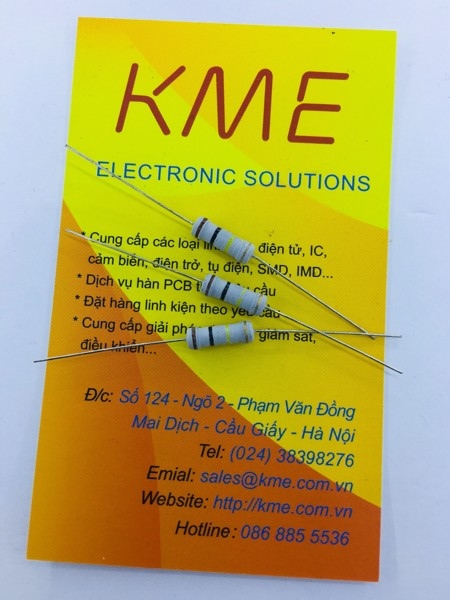 KME
ELECTRONIC SOLUTIONS
* Cung cấp các loại điện tử, IC,
cảm biến, điện trở, tụ điện, SMD, IMD...
* Dịch vụ hàn PCB cầu
* Đặt hàng linh kiện theo yêu cầu
* Cung cấp giải giám sát,
điều khiển...
Đ/c: Số 124 - Ngõ 2 - Phạm Văn Đồng
Mai Dịch - Cầu Giấy - Hà Nội
Tel: (024) 38398276
Emial: sales@kme.com.vn
Website: http://kme.com.vn
Hotline: 086 885 5536